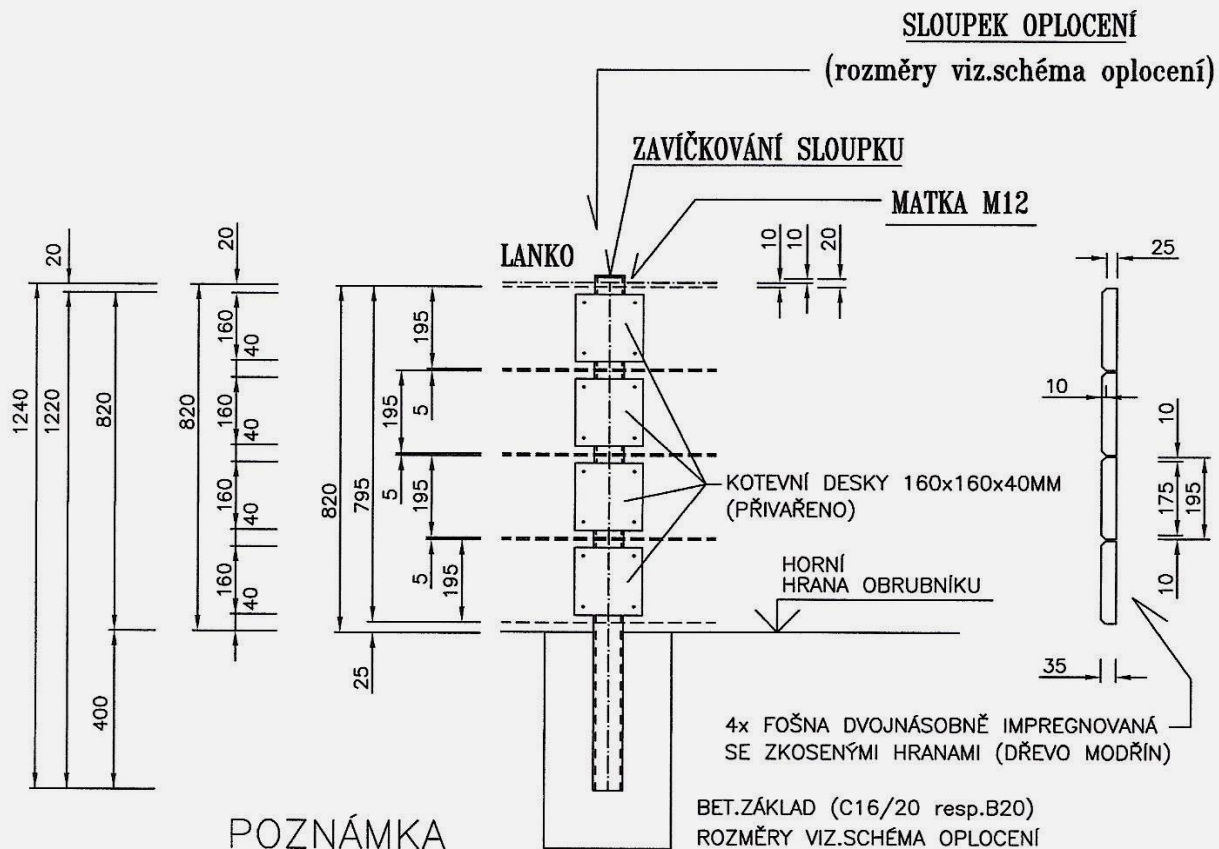 SLOUPEK OPLOCENÍ
(rozměry viz.schéma oplocení)
ZAVÍČKOVÁNÍ SLOUPKU
MATKA M12
LANKO
20
20
10
10
20
25
1240
1220
820
400
820
160
40
160
40
160
40
160
40
820
795
25
195
195
5
5
195
5
195
10
10
175
195
10
35
KOTEVNÍ DESKY 160x160x40MM
(PŘIVAŘENO)
HORNÍ
HRANA OBRUBNÍKU
4x FOŠNA DVOJNÁSOBNĚ IMPREGNOVANÁ
SE ZKOSENÝMI HRANAMI (DŘEVO MODŘÍN)
BET.ZÁKLAD (C16/20 resp.B20)
ROZMĚRY VIZ.SCHÉMA OPLOCENÍ
POZNÁMKA